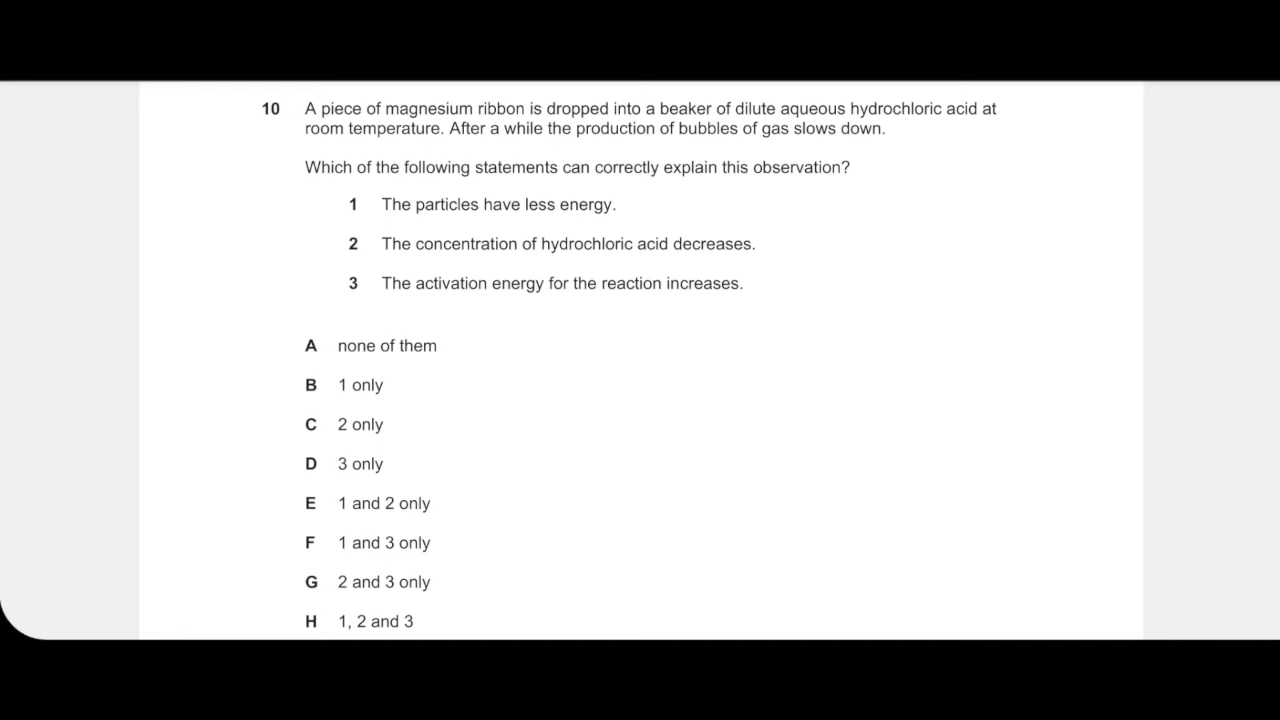 10 A piece of magnesium ribbon is dropped into a beaker of dilute aqueous hydrochloric acid at
room temperature. After a while the production of bubbles of gas slows down.
Which of the following statements can correctly explain this observation?
1 The particles have less energy.
2 The concentration of hydrochloric acid decreases.
3 The activation energy for the reaction increases.
A none of them
B 1 only
C 2 only
D 3 only
E 1 and 2 only
F 1 and 3 only
G 2 and 3 only
H 1, 2 and 3